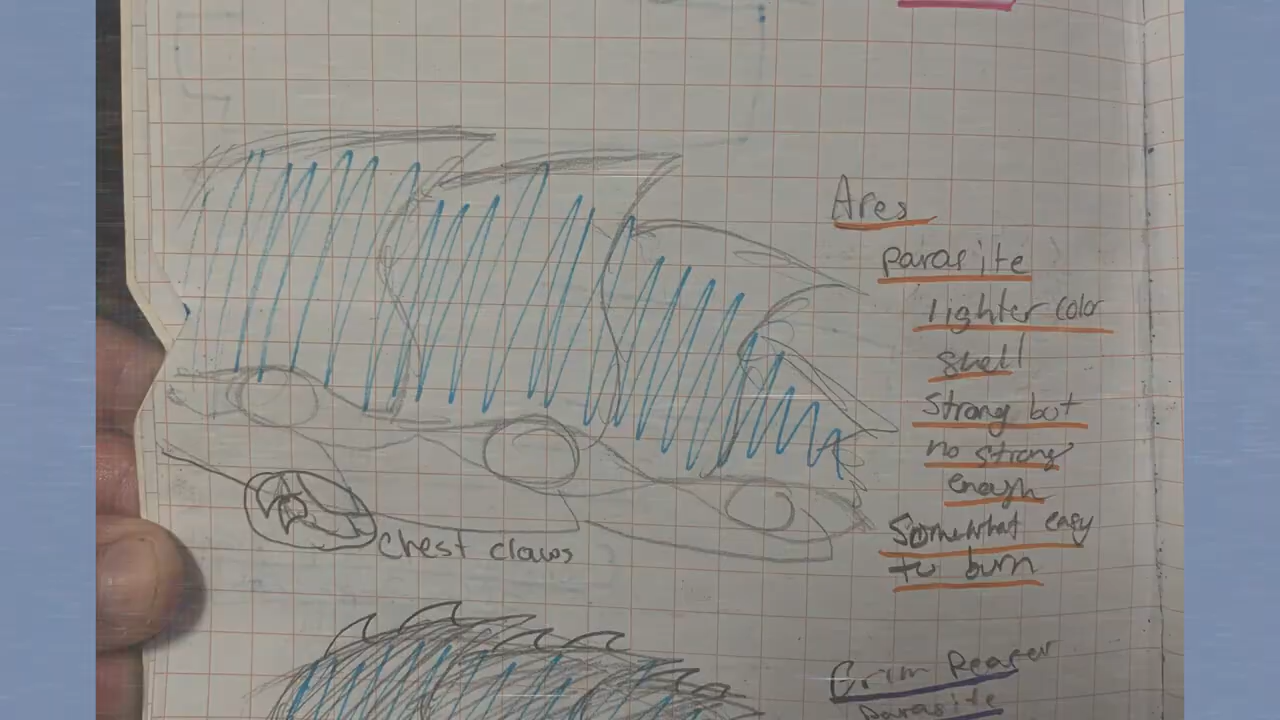 Ares
parasite
lighter color
shell
strong but
no strong
enough
Somewhat easy
to burn
chest claws
Grim Reaper
parasite